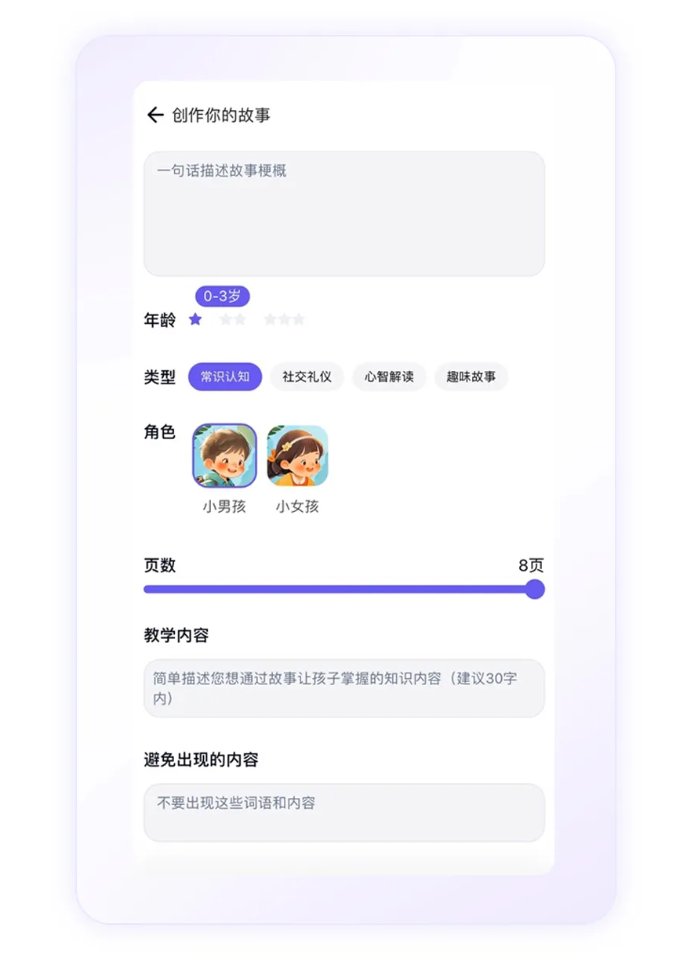 创作你的故事
一句话描述故事梗概
0-3岁
年龄
类型 常识认知 社交礼仪 心智解读 趣味故事
角色
小男孩 小女孩
页数 8页
教学内容
简单描述您想通过故事让孩子掌握的知识内容（建议30字
内）
避免出现的内容
不要出现这些词语和内容